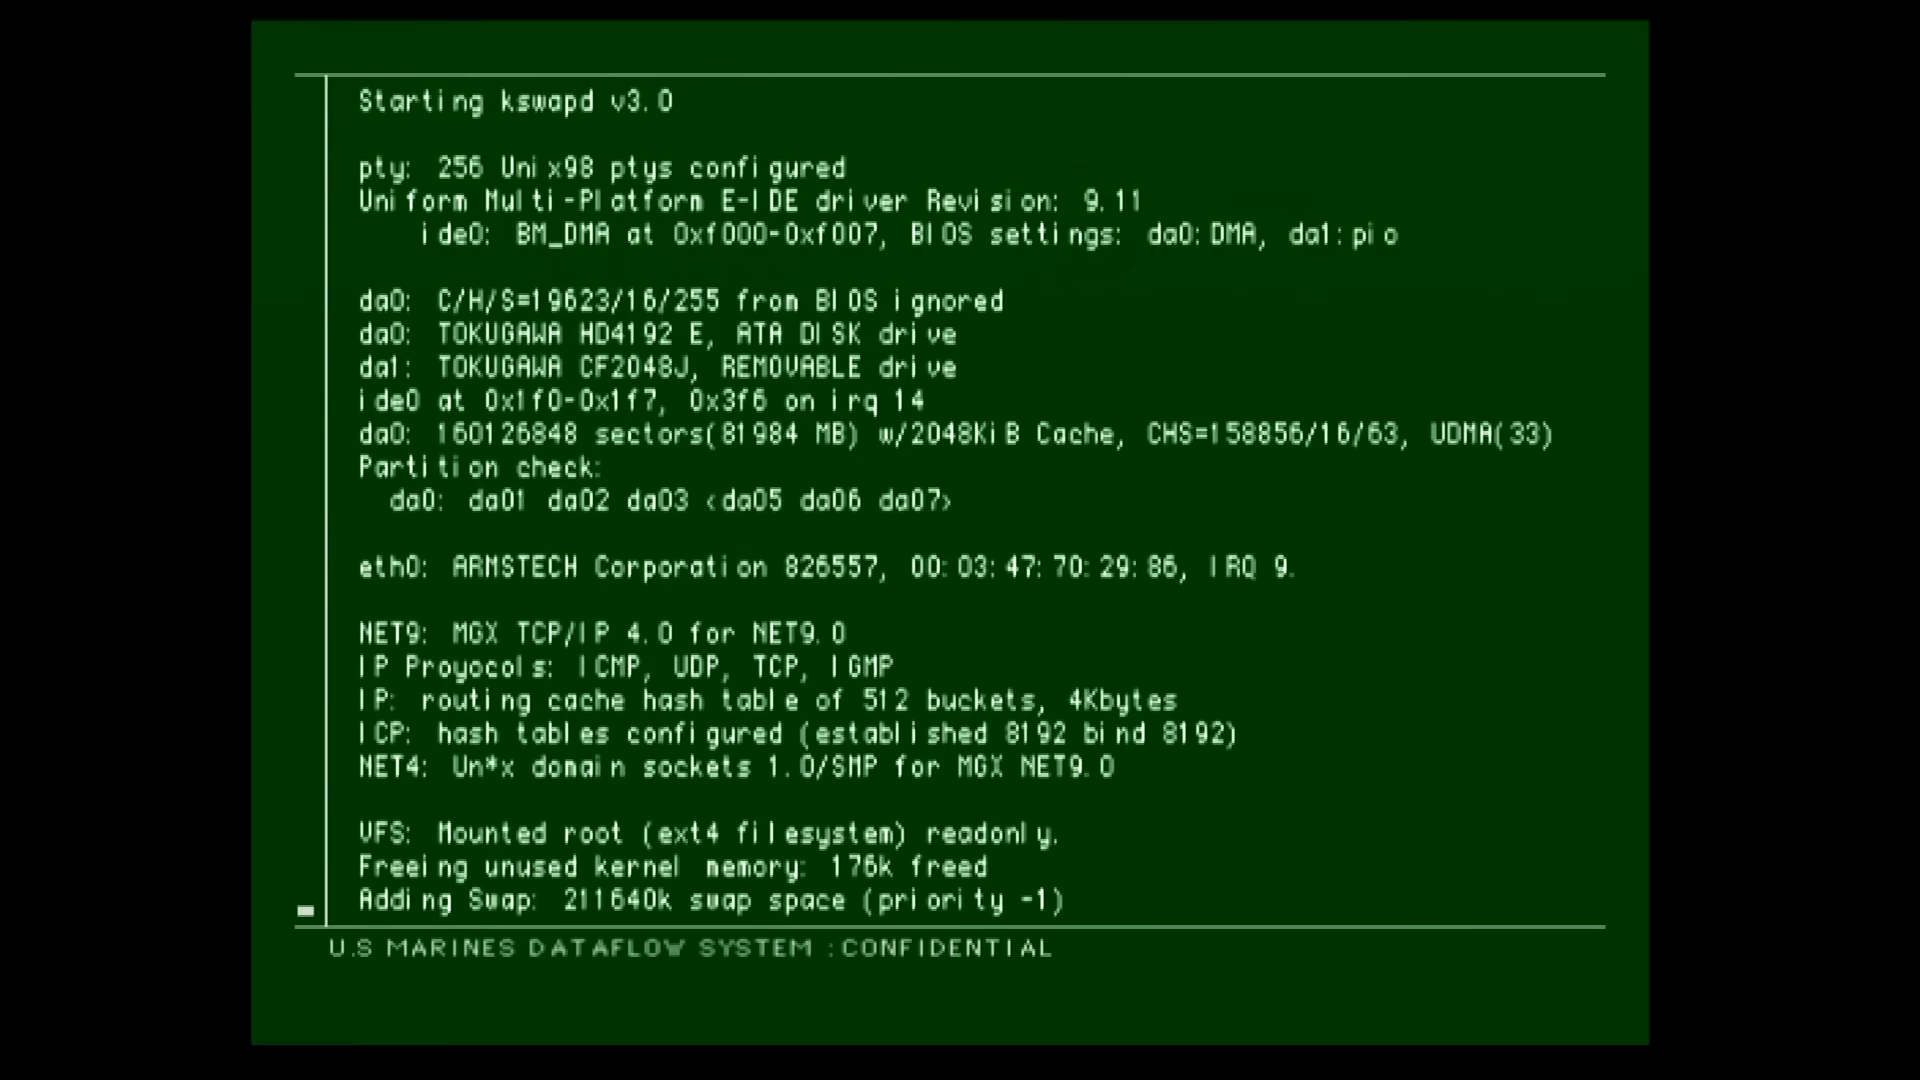 Starting kswapd v3.0
pty: 256 Unix98 ptys configured
Uniform Multi-Platform E-IDE driver Revision: 9.11
ide0: BM_DMA at 0xf000-0xf007, BIOS settings: da0:DMA, da1:pio
da0: C/H/S=19623/16/255 from BIOS ignored
da0: TOKUGAWA HD4192 E, ATA DISK drive
da1: TOKUGAWA CF2048J, REMOVABLE drive
ide0 at 0x1f0-0x1f7, 0x3f6 on irq 14
da0: 160126848 sectors(81984 MB) w/2048KiB Cache, CHS=158856/16/63, UDMA(33)
Partition check:
da0: da01 da02 da03 <da05 da06 da07>
eth0: ARMSTECH Corporation 826557, 00:03:47:70:29:86, IRQ 9.
NET9: MGX TCP/IP 4.0 for NET9.0
IP Proyocols: ICMP, UDP, TCP, IGMP
IP: routing cache hash table of 512 buckets, 4Kbytes
ICP: hash tables configured (established 8192 bind 8192)
NET4: Un*x domain sockets 1.0/SMP for MGX NET9.0
VFS: Mounted root (ext4 filesystem) readonly.
Freeing unused kernel memory: 176k freed
Adding Swap: 211640k swap space (priority -1)
U.S MARINES DATAFLOW SYSTEM :CONFIDENTIAL